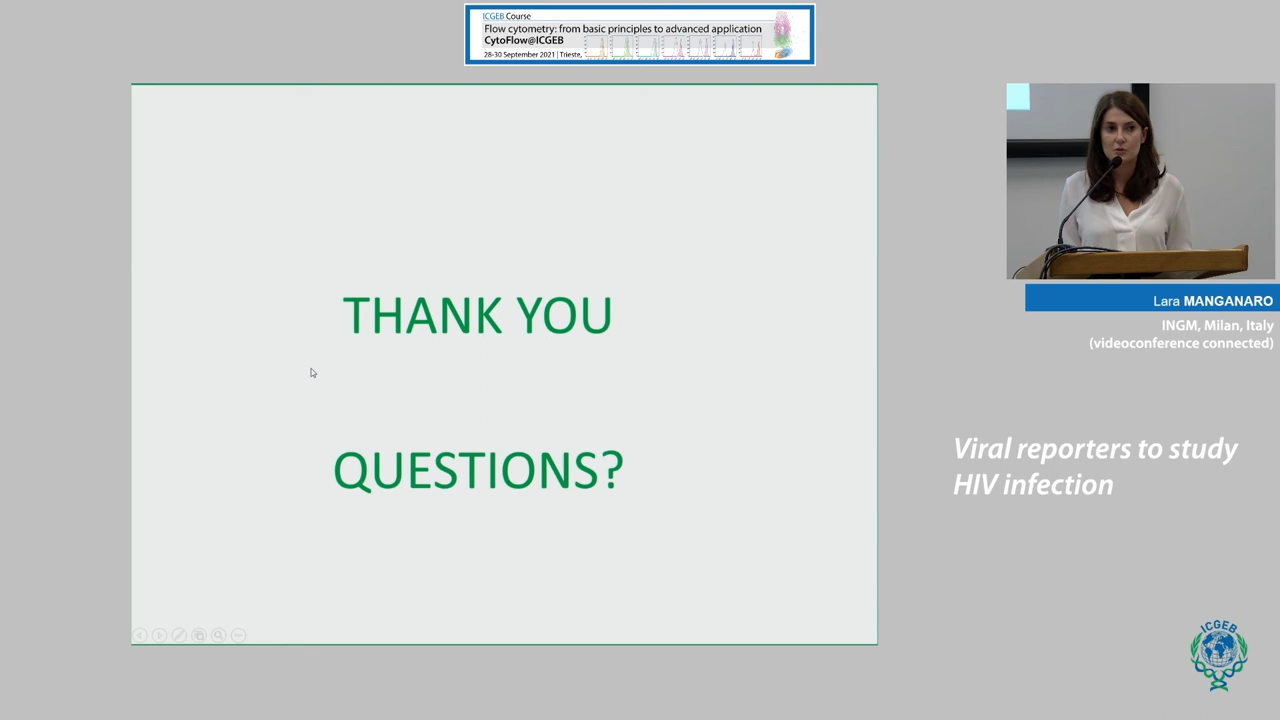 ICGEB Course
Flow cytometry: from basic principles to advanced application
CytoFlow@ICGEB
28-30 September 2021 | Trieste,
THANK YOU
QUESTIONS?
Lara MANGANARO
INGM, Milan, Italy
(videoconference connected)
Viral reporters to study
HIV infection
ICGEB